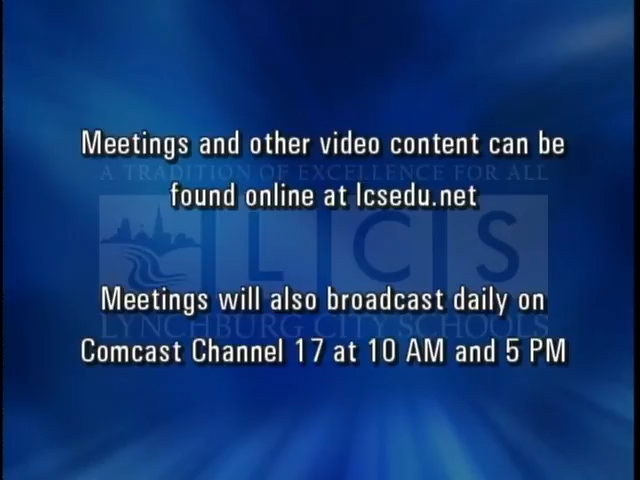 Meetings and other video content can be
A TRADITION OF EXCELLENCE FOR ALL
found online at lcsedu.net
LCS
Meetings will also broadcast daily on
LYNCHBURG CITY SCHOOLS
Comcast Channel 17 at 10 AM and 5 PM